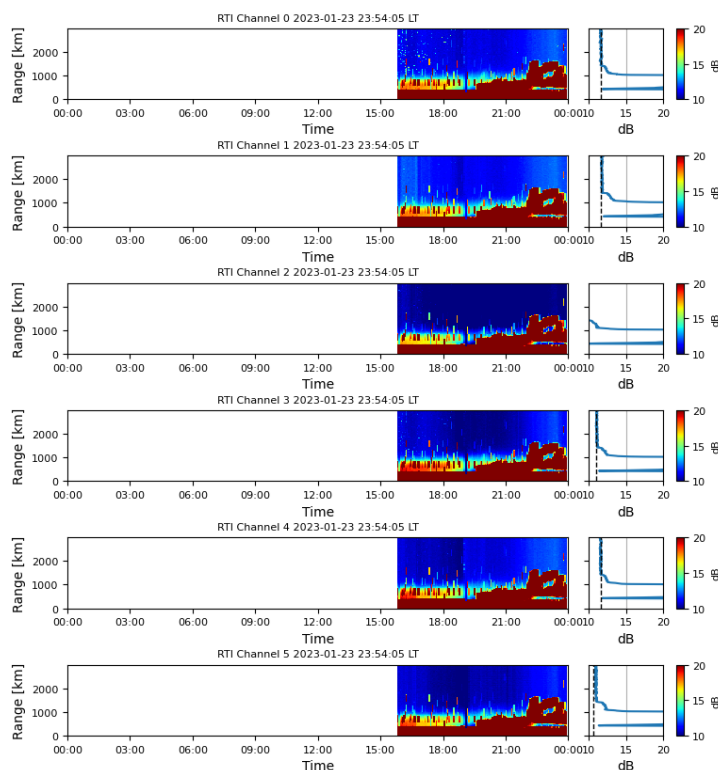 RTI Channel 0 2023-01-23 23:54:05 LT
Range [km]
2000
1000
0
00:00 03:00 06:00 09:00 12:00 15:00 18:00 21:00 00:00
Time
10 15 20
dB
20
15
10
dB
RTI Channel 1 2023-01-23 23:54:05 LT
Range [km]
2000
1000
0
00:00 03:00 06:00 09:00 12:00 15:00 18:00 21:00 00:00
Time
10 15 20
dB
20
15
10
dB
RTI Channel 2 2023-01-23 23:54:05 LT
Range [km]
2000
1000
0
00:00 03:00 06:00 09:00 12:00 15:00 18:00 21:00 00:00
Time
10 15 20
dB
20
15
10
dB
RTI Channel 3 2023-01-23 23:54:05 LT
Range [km]
2000
1000
0
00:00 03:00 06:00 09:00 12:00 15:00 18:00 21:00 00:00
Time
10 15 20
dB
20
15
10
dB
RTI Channel 4 2023-01-23 23:54:05 LT
Range [km]
2000
1000
0
00:00 03:00 06:00 09:00 12:00 15:00 18:00 21:00 00:00
Time
10 15 20
dB
20
15
10
dB
RTI Channel 5 2023-01-23 23:54:05 LT
Range [km]
2000
1000
0
00:00 03:00 06:00 09:00 12:00 15:00 18:00 21:00 00:00
Time
10 15 20
dB
20
15
10
dB